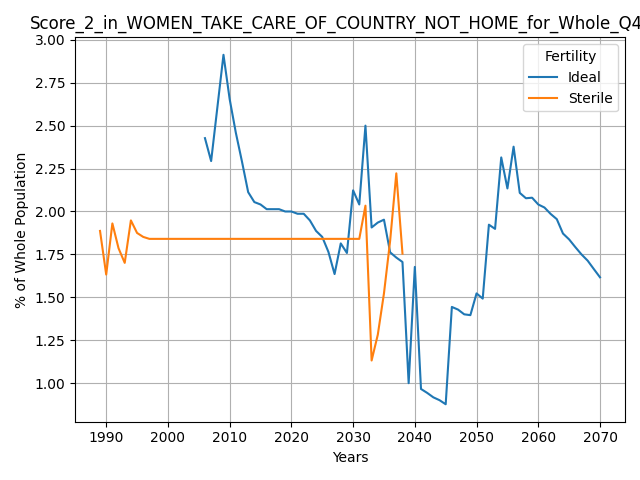 Score_2_in_WOMEN_TAKE_CARE_OF_COUNTRY_NOT_HOME_for_Whole_Q4
3.00
2.75
2.50
2.25
2.00
1.75
1.50
1.25
1.00
% of Whole Population
Fertility
Ideal
Sterile
1990 2000 2010 2020 2030 2040 2050 2060 2070
Years